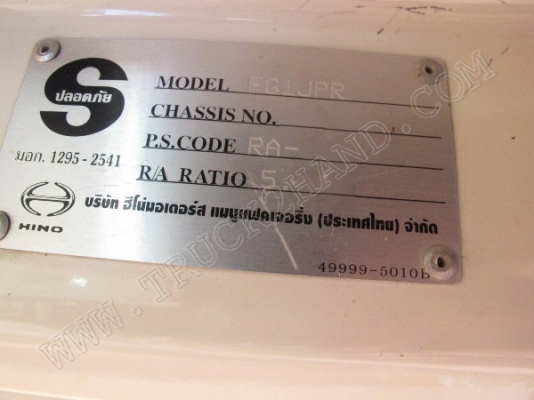 ปลอดภัย
S
มอก. 1295-2541
MODEL FG1JPR
CHASSIS NO.
P.S.CODE RA-
R/A RATIO 5
HINO
บริษัท ฮีโน่มอเตอร์ส แมนูแฟคเจอริ่ง (ประเทศไทย) จำกัด
49999-5010B
WWW.TRUCK2HAND.COM